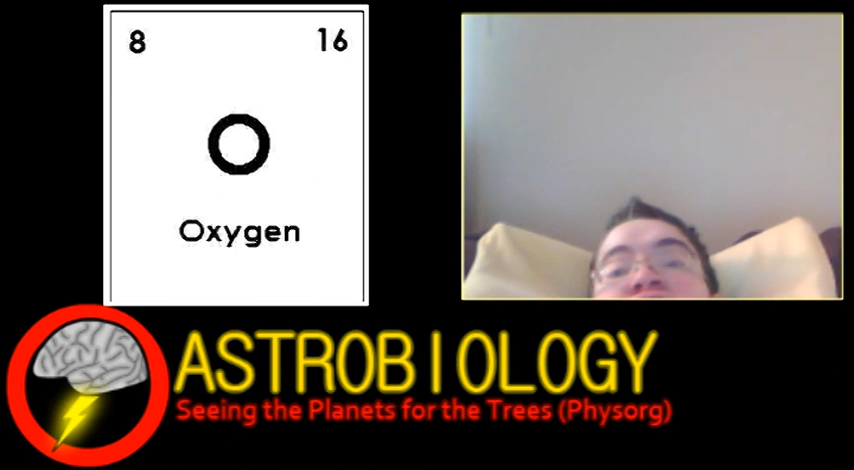 8 16
O
Oxygen
ASTROBIOLOGY
Seeing the Planets for the Trees (Physorg)